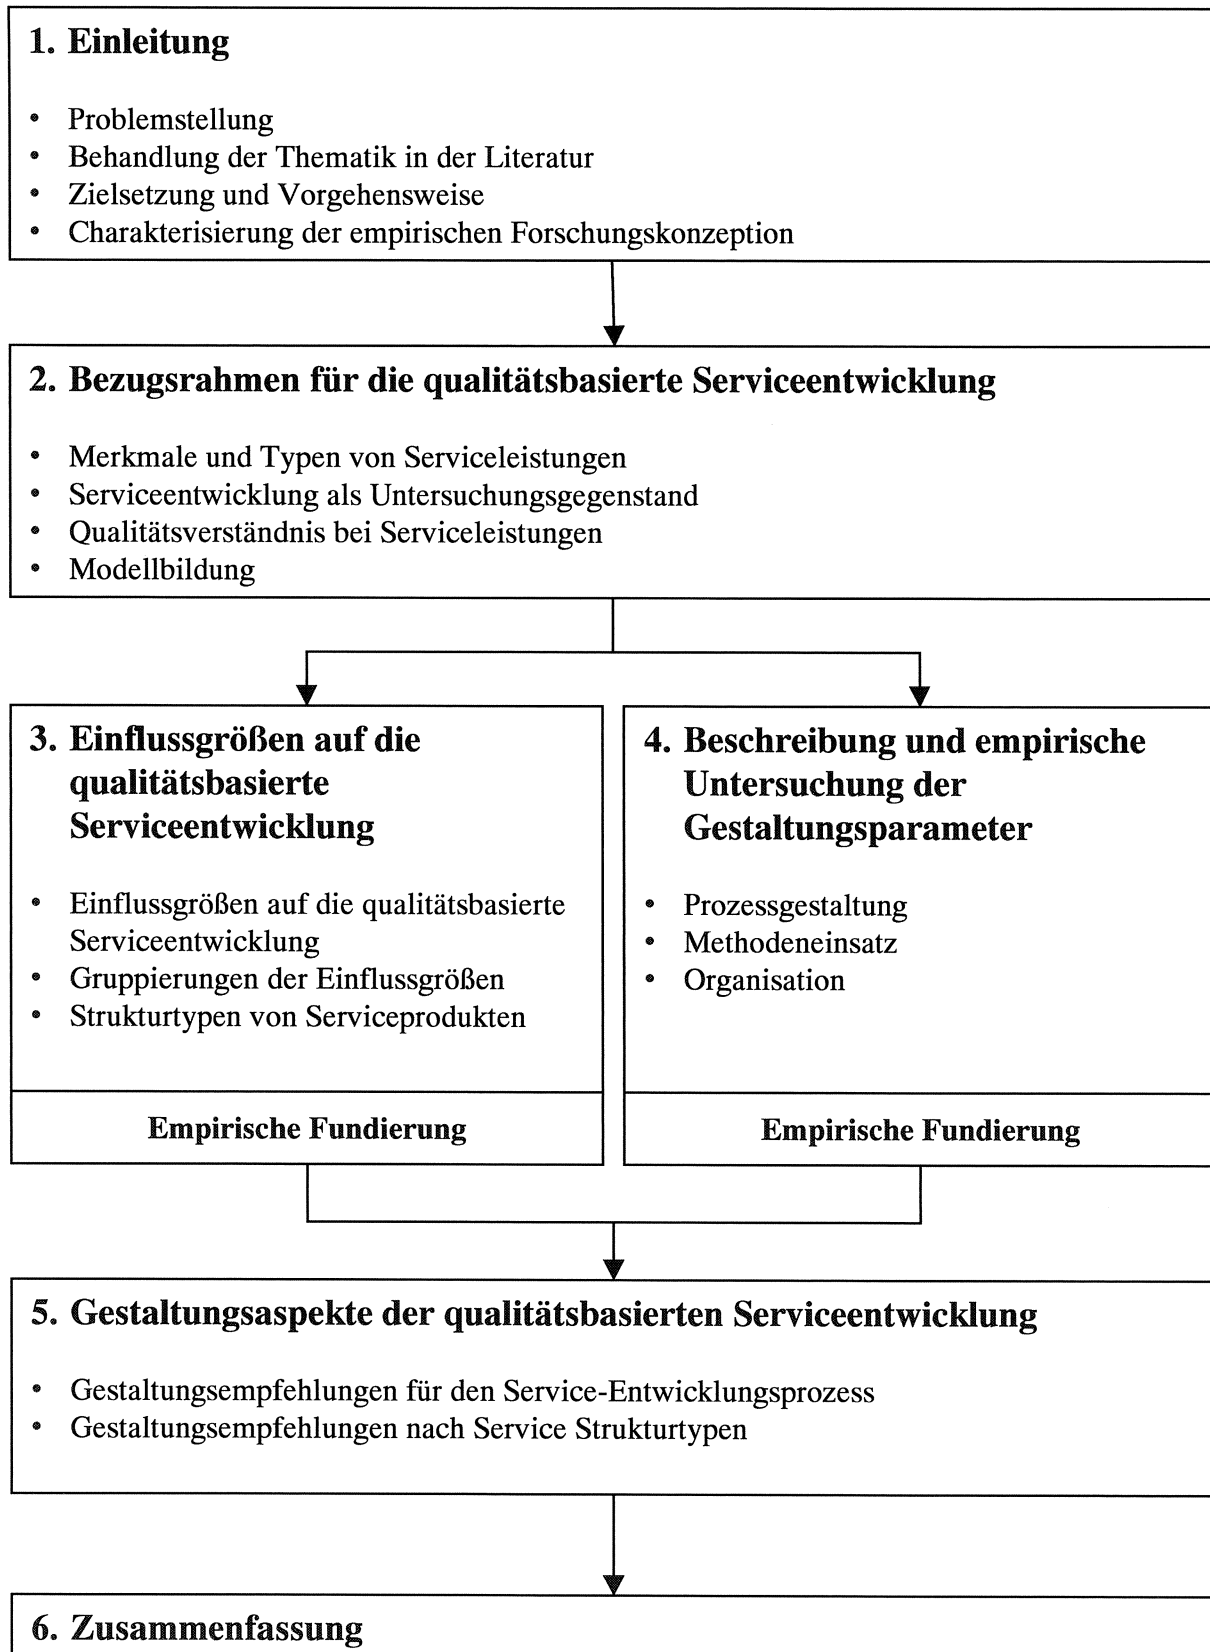 1. Einleitung
• Problemstellung
• Behandlung der Thematik in der Literatur
• Zielsetzung und Vorgehensweise
• Charakterisierung der empirischen Forschungskonzeption
2. Bezugsrahmen für die qualitätsbasierte Serviceentwicklung
• Merkmale und Typen von Serviceleistungen
• Serviceentwicklung als Untersuchungsgegenstand
• Qualitätsverständnis bei Serviceleistungen
• Modellbildung
3. Einflussgrößen auf die
qualitätsbasierte
Serviceentwicklung
• Einflussgrößen auf die qualitätsbasierte
Serviceentwicklung
• Gruppierungen der Einflussgrößen
• Strukturtypen von Serviceprodukten
Empirische Fundierung
4. Beschreibung und empirische
Untersuchung der
Gestaltungsparameter
• Prozessgestaltung
• Methodeneinsatz
• Organisation
Empirische Fundierung
5. Gestaltungsaspekte der qualitätsbasierten Serviceentwicklung
• Gestaltungsempfehlungen für den Service-Entwicklungsprozess
• Gestaltungsempfehlungen nach Service Strukturtypen
6. Zusammenfassung